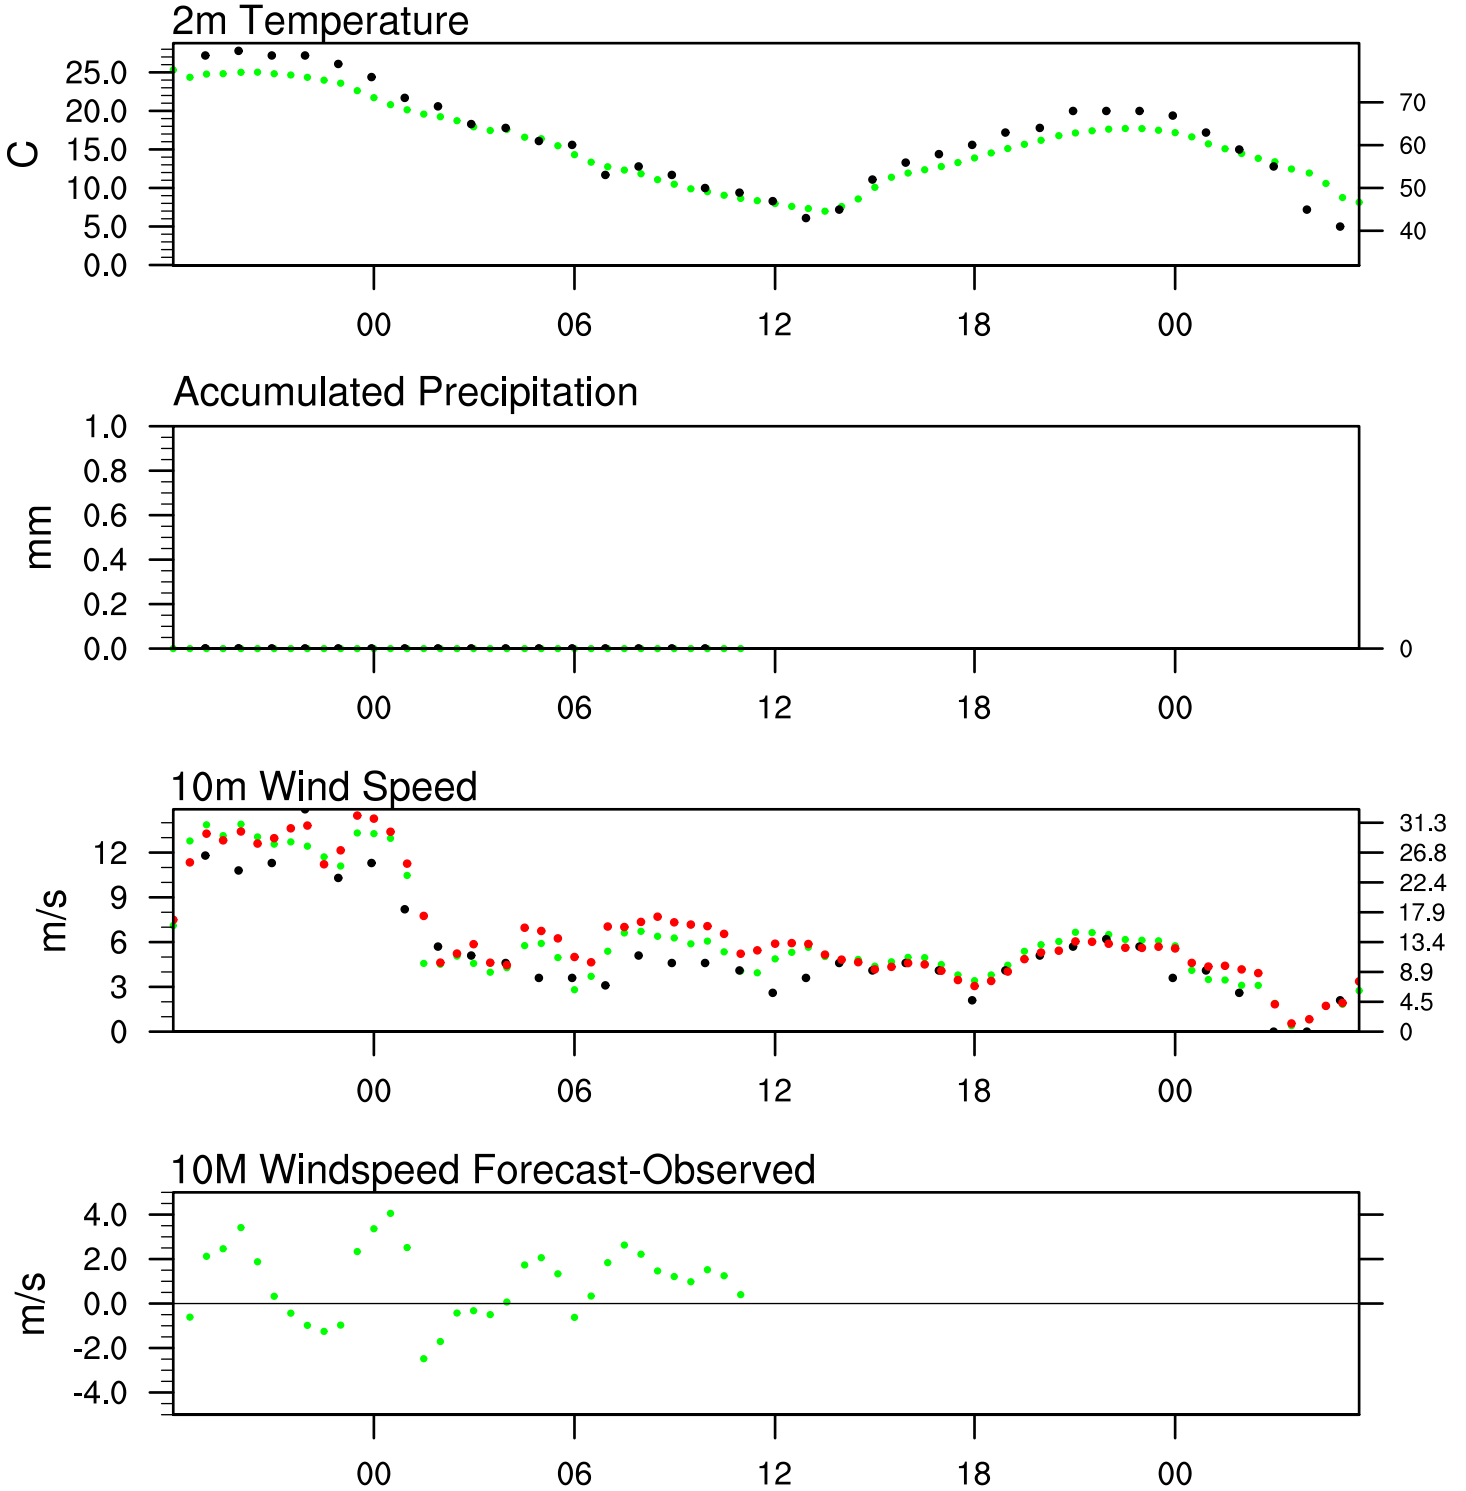 2m Temperature
25.0
20.0
15.0
10.0
5.0
0.0
C
70
60
50
40
00 06 12 18 00
Accumulated Precipitation
1.0
0.8
0.6
0.4
0.2
0.0
mm
0
00 06 12 18 00
10m Wind Speed
12
9
6
3
0
m/s
31.3
26.8
22.4
17.9
13.4
8.9
4.5
0
00 06 12 18 00
10M Windspeed Forecast-Observed
4.0
2.0
0.0
-2.0
-4.0
m/s
00 06 12 18 00